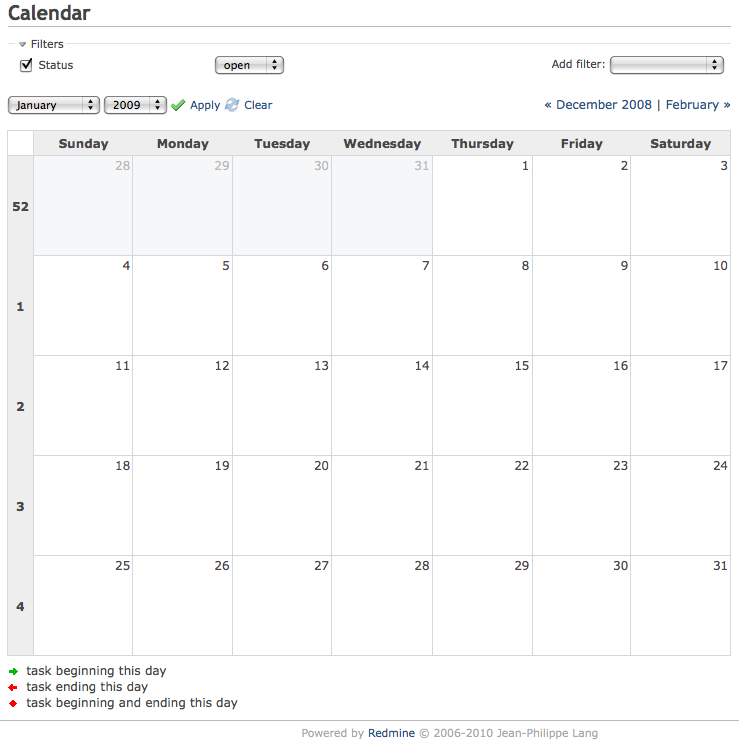 Calendar
Filters
Status open Add filter:
January 2009 Apply Clear « December 2008 | February »
Sunday Monday Tuesday Wednesday Thursday Friday Saturday
28 29 30 31 1 2 3
52
4 5 6 7 8 9 10
1
11 12 13 14 15 16 17
2
18 19 20 21 22 23 24
3
25 26 27 28 29 30 31
4
task beginning this day
task ending this day
task beginning and ending this day
Powered by Redmine © 2006-2010 Jean-Philippe Lang